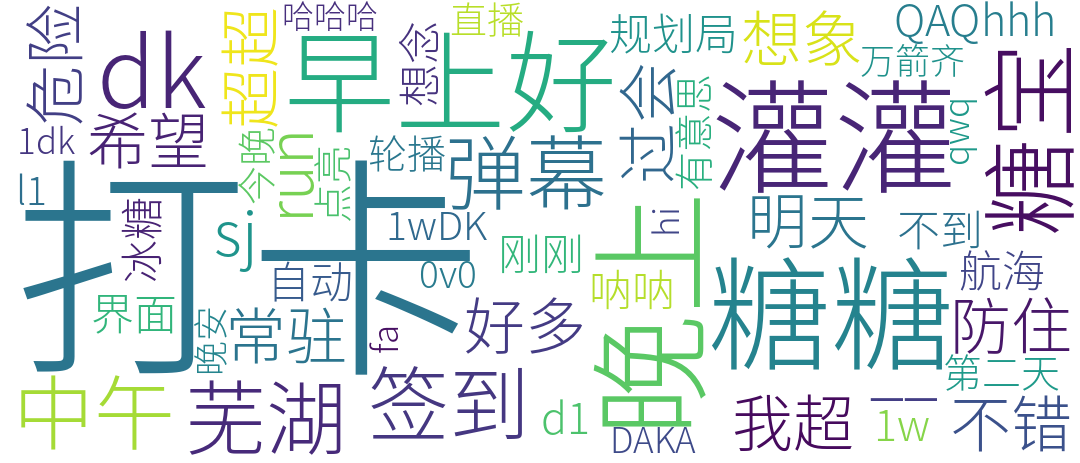 危险
dk
超超
哈哈哈
早上好
想念
直播
规划局
想象
QAQhhh
万箭齐
1dk
希望
今晚
run
点亮
轮播
弹幕
过会
有意思
灌灌
qwq
糖宝
l1
打卡
冰糖
sj
1wDK
自动
0v0
刚刚
晚上
hi
明天
不到
航海
界面
晚安
常驻
fa
好多
呐呐
糖糖
防住
第二天
中午
芜湖
签到
d1
DAKA
我超
一一
1w
不错